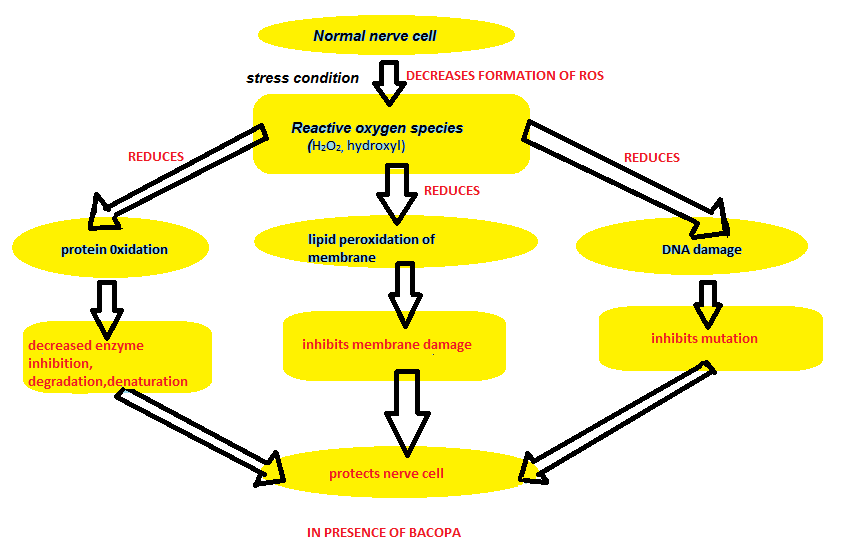 Normal nerve cell
stress condition
DECREASES FORMATION OF ROS
Reactive oxygen species
(H₂O₂, hydroxyl)
REDUCES
REDUCES
REDUCES
protein 0xidation
lipid peroxidation of
membrane
DNA damage
decreased enzyme
inhibition,
degradation,denaturation
inhibits membrane damage
inhibits mutation
protects nerve cell
IN PRESENCE OF BACOPA